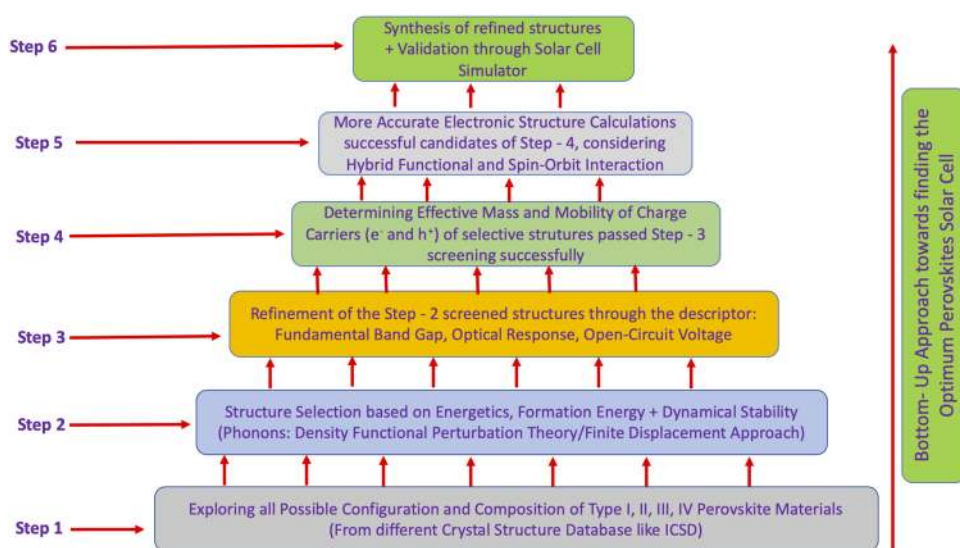 Step 6
Synthesis of refined structures
+ Validation through Solar Cell
Simulator
Step 5
More Accurate Electronic Structure Calculations
successful candidates of Step - 4, considering
Hybrid Functional and Spin-Orbit Interaction
Step 4
Determining Effective Mass and Mobility of Charge
Carriers (e⁻ and h⁺) of selective strutures passed Step - 3
screening successfully
Step 3
Refinement of the Step - 2 screened structures through the descriptor:
Fundamental Band Gap, Optical Response, Open-Circuit Voltage
Step 2
Structure Selection based on Energetics, Formation Energy + Dynamical Stability
(Phonons: Density Functional Perturbation Theory/Finite Displacement Approach)
Step 1
Exploring all Possible Configuration and Composition of Type I, II, III, IV Perovskite Materials
(From different Crystal Structure Database like ICSD)
Bottom- Up Approach towards finding the
Optimum Perovskites Solar Cell